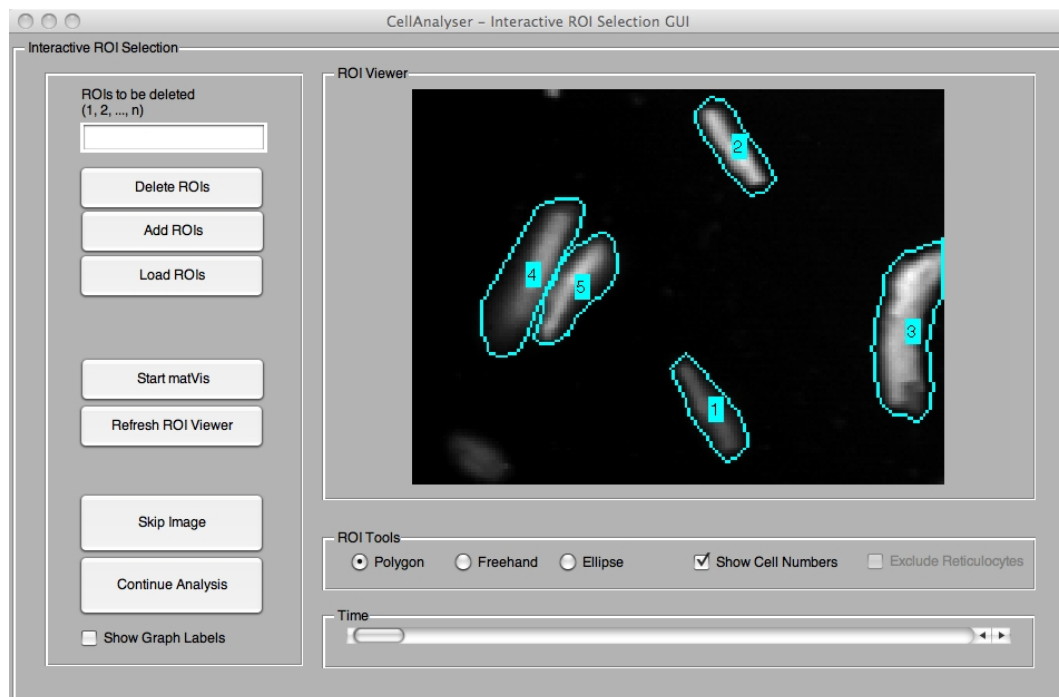 CellAnalyser – Interactive ROI Selection GUI
Interactive ROI Selection
ROIs to be deleted
(1, 2, ..., n)
Delete ROIs
Add ROIs
Load ROIs
Start matVis
Refresh ROI Viewer
Skip Image
Continue Analysis
Show Graph Labels
ROI Viewer
2
4
5
3
1
ROI Tools
Polygon
Freehand
Ellipse
Show Cell Numbers
Exclude Reticulocytes
Time